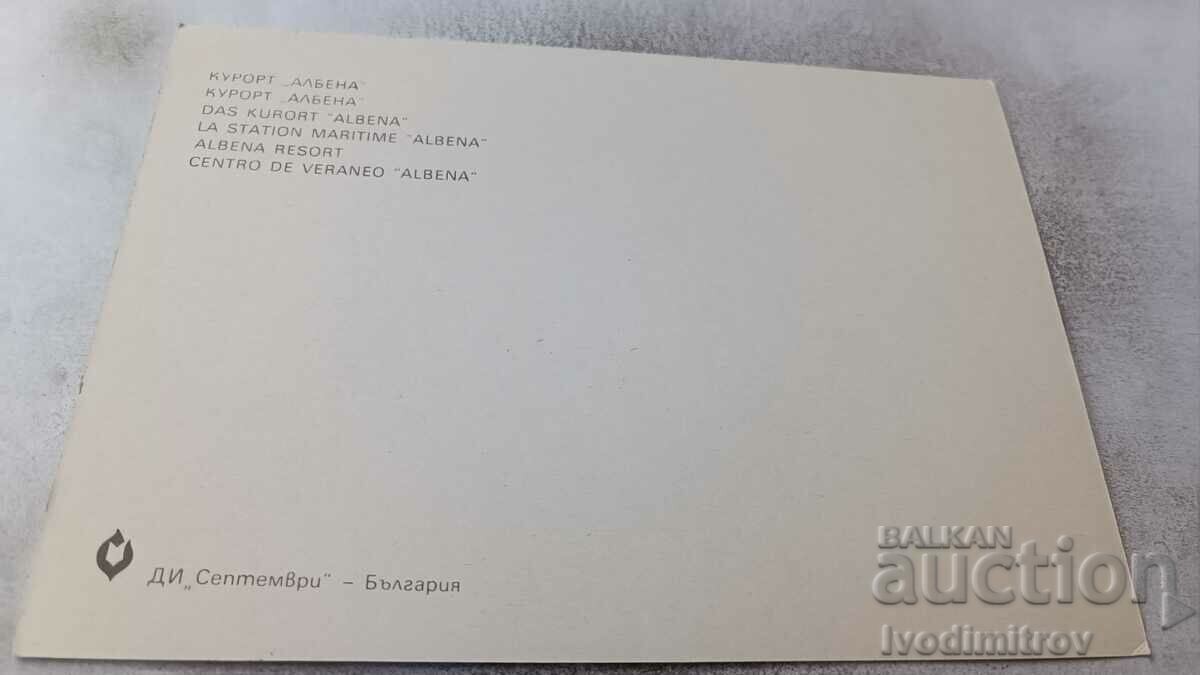 КУРОРТ „АЛБЕНА"
КУРОРТ „АЛБЕНА"
DAS KURORT "ALBENA"
LA STATION MARITIME "ALBENA"
ALBENA RESORT
CENTRO DE VERANEO "ALBENA"
ДИ „Септември" – България
BALKAN
auction
Ivodimitrov